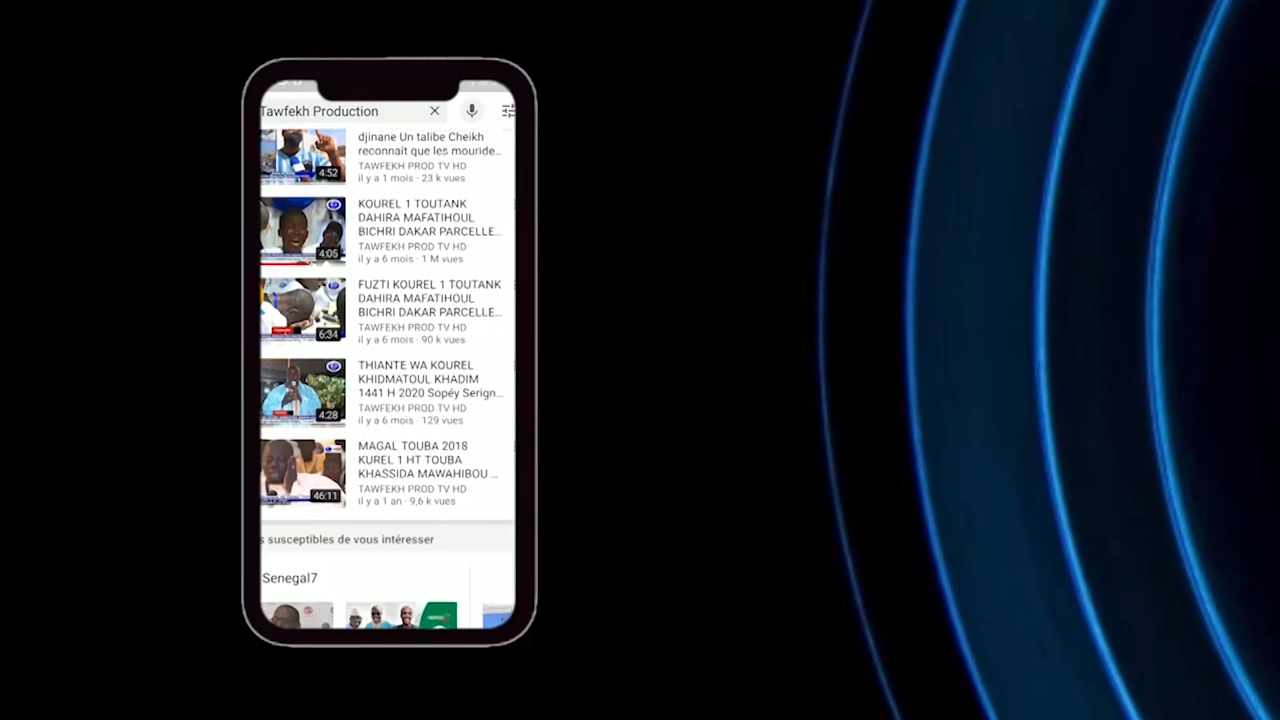 Tawfekh Production
djinane Un talibe Cheikh
reconnaît que les mouride...
TAWFEKH PROD TV HD
il y a 1 mois · 23 k vues
4:52
KOUREL 1 TOUTANK
DAHIRA MAFATIHOUL
BICHRI DAKAR PARCELLE...
TAWFEKH PROD TV HD
il y a 6 mois · 1 M vues
4:05
FUZTI KOUREL 1 TOUTANK
DAHIRA MAFATIHOUL
BICHRI DAKAR PARCELLE...
TAWFEKH PROD TV HD
il y a 6 mois · 90 k vues
6:34
THIANTE WA KOUREL
KHIDMATOUL KHADIM
1441 H 2020 Sopéy Serign...
TAWFEKH PROD TV HD
il y a 6 mois · 129 vues
4:28
MAGAL TOUBA 2018
KUREL 1 HT TOUBA
KHASSIDA MAWAHIBOU ...
TAWFEKH PROD TV HD
il y a 1 an · 9,6 k vues
46:11
s susceptibles de vous intéresser
Senegal7